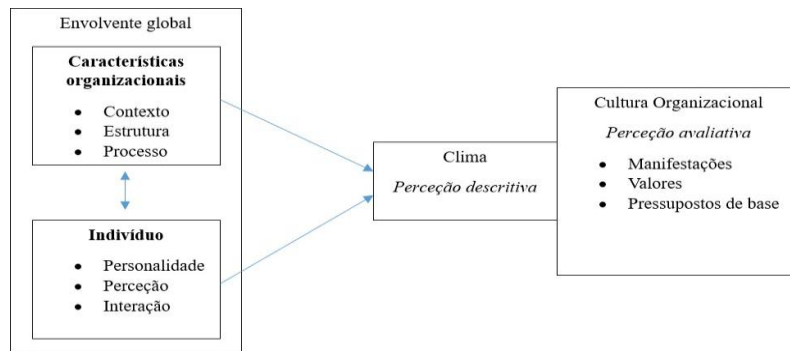 Envolvente global
Características
organizacionais
• Contexto
• Estrutura
• Processo
Indivíduo
• Personalidade
• Perceção
• Interação
Clima
Perceção descritiva
Cultura Organizacional
Perceção avaliativa
• Manifestações
• Valores
• Pressupostos de base